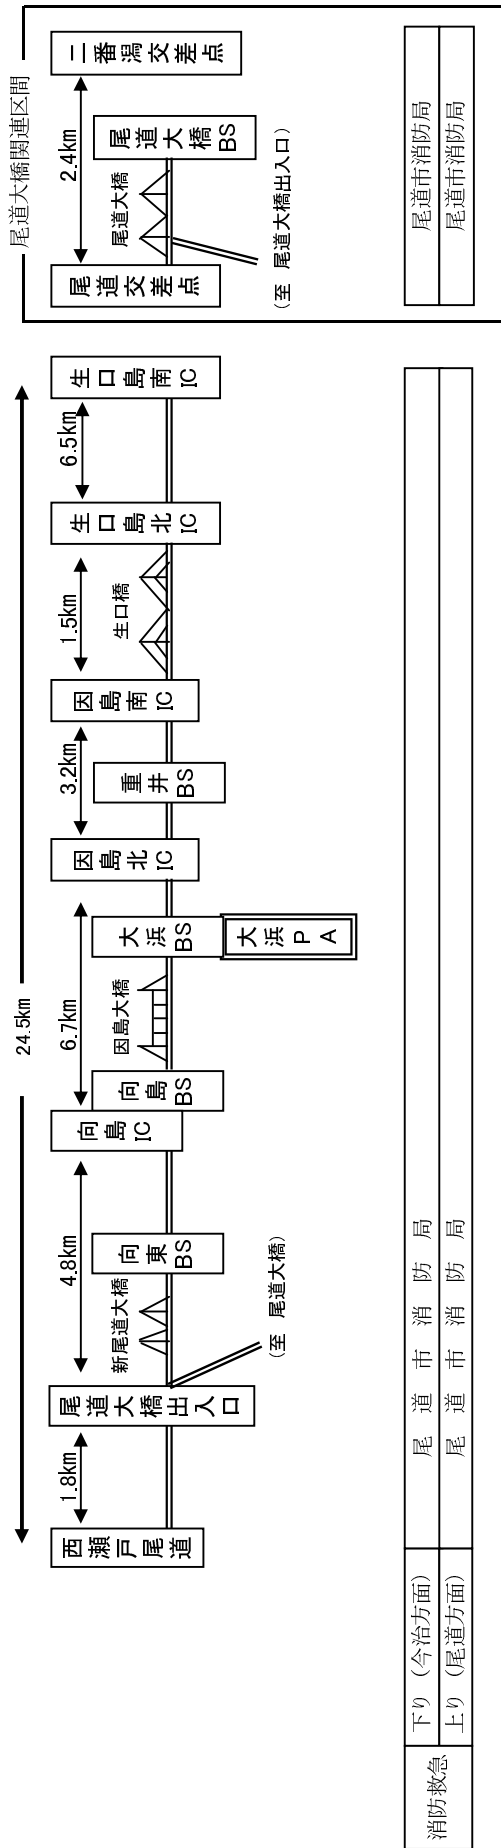 尾道大橋関連区間
24.5km
1.8km
4.8km
6.7km
3.2km
1.5km
6.5km
2.4km
西瀬戸尾道
尾道大橋出入口
新尾道大橋
向東BS
(至 尾道大橋)
向島IC
向島BS
因島大橋
大浜BS
大浜PA
因島北IC
重井BS
因島南IC
生口橋
生口島北IC
生口島南IC
尾道交差点
尾道大橋
(至 尾道大橋出入口)
尾道大橋BS
二番潟交差点
消防救急
下り (今治方面)
尾道市消防局
尾道市消防局
上り (尾道方面)
尾道市消防局
尾道市消防局